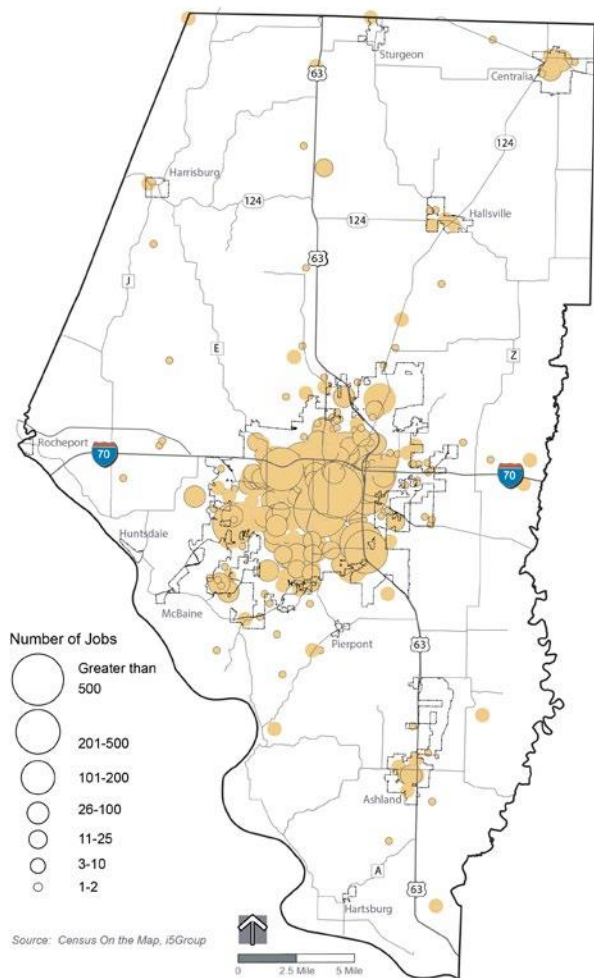 63
Sturgeon
Centralia
124
Harrisburg
124
124
Hallsville
63
J
E
Z
Rocheport
70
70
Huntsdale
McBaine
Pierpont
63
Number of Jobs
Greater than
500
201-500
101-200
26-100
11-25
3-10
1-2
Ashland
A
63
Hartsburg
Source: Census On the Map, i5Group
0 2.5 Mile 5 Mile